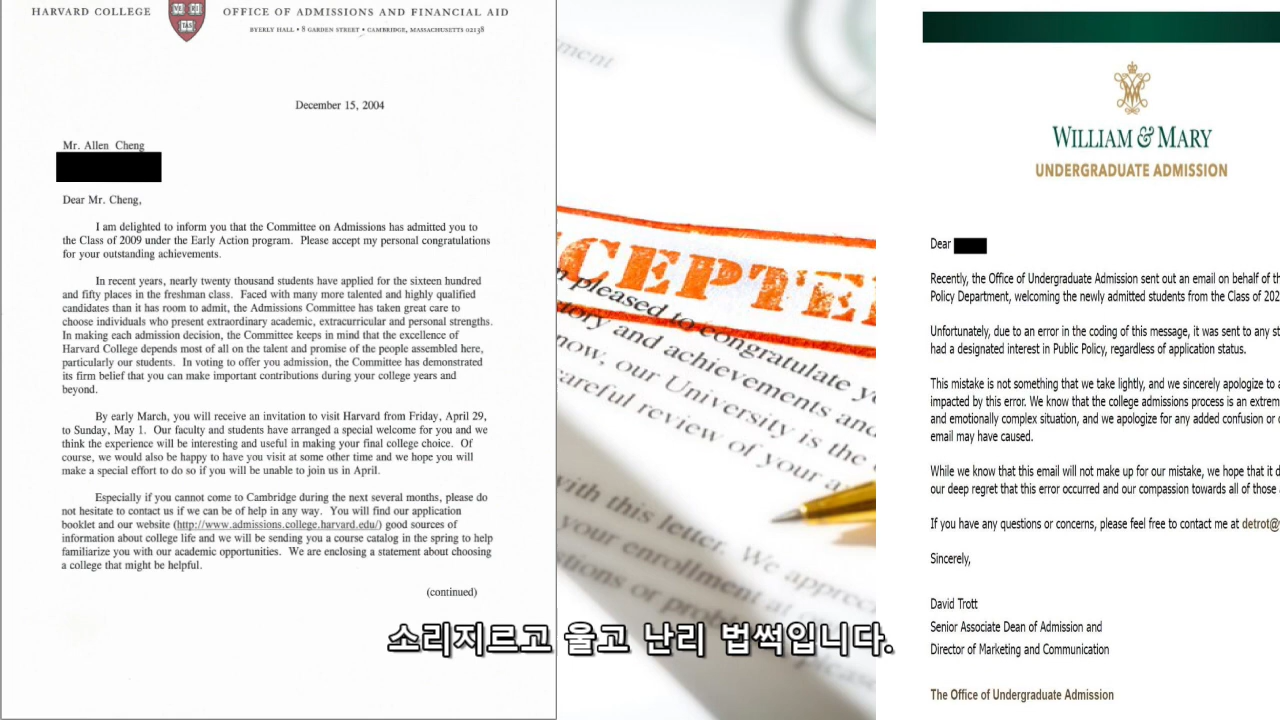 HARVARD COLLEGE
OFFICE OF ADMISSIONS AND FINANCIAL AID
BYERLY HALL • 8 GARDEN STREET • CAMBRIDGE, MASSACHUSETTS 02138
December 15, 2004
Mr. Allen Cheng
Dear Mr. Cheng,
I am delighted to inform you that the Committee on Admissions has admitted you to
the Class of 2009 under the Early Action program. Please accept my personal congratulations
for your outstanding achievements.
In recent years, nearly twenty thousand students have applied for the sixteen hundred
and fifty places in the freshman class. Faced with many more talented and highly qualified
candidates than it has room to admit, the Admissions Committee has taken great care to
choose individuals who present extraordinary academic, extracurricular and personal strengths.
In making each admission decision, the Committee keeps in mind that the excellence of
Harvard College depends most of all on the talent and promise of the people assembled here,
particularly our students. In voting to offer you admission, the Committee has demonstrated
its firm belief that you can make important contributions during your college years and
beyond.
By early March, you will receive an invitation to visit Harvard from Friday, April 29,
to Sunday, May 1. Our faculty and students have arranged a special welcome for you and we
think the experience will be interesting and useful in making your final college choice. Of
course, we would also be happy to have you visit at some other time and we hope you will
make a special effort to do so if you will be unable to join us in April.
Especially if you cannot come to Cambridge during the next several months, please do
not hesitate to contact us if we can be of help in any way. You will find our application
booklet and our website (http://www.admissions.college.harvard.edu/) good sources of
information about college life and we will be sending you a course catalog in the spring to help
familiarize you with our academic opportunities. We are enclosing a statement about choosing
a college that might be helpful.
(continued)
CEPTE
pleased to congratulate
and achievements and
now, our University is the
careful review of your
with this letter. We
your enrollment at
or
please
WILLIAM & MARY
UNDERGRADUATE ADMISSION
Dear
Recently, the Office of Undergraduate Admission sent out an email on behalf of
Policy Department, welcoming the newly admitted students from the Class of
Unfortunately, due to an error in the coding of this message, it was sent to any
had a designated interest in Public Policy, regardless of application status.
This mistake is not something that we take lightly, and we sincerely apologize to
impacted by this error. We know that the college admissions process is an
and emotionally complex situation, and we apologize for any added confusion or
email may have caused.
While we know that this email will not make up for our mistake, we hope that it
our deep regret that this error occurred and our compassion towards all of those
If you have any questions or concerns, please feel free to contact me at detrot@
Sincerely,
David Trott
Senior Associate Dean of Admission and
Director of Marketing and Communication
The Office of Undergraduate Admission
소리지르고 울고 난리 법썩입니다.